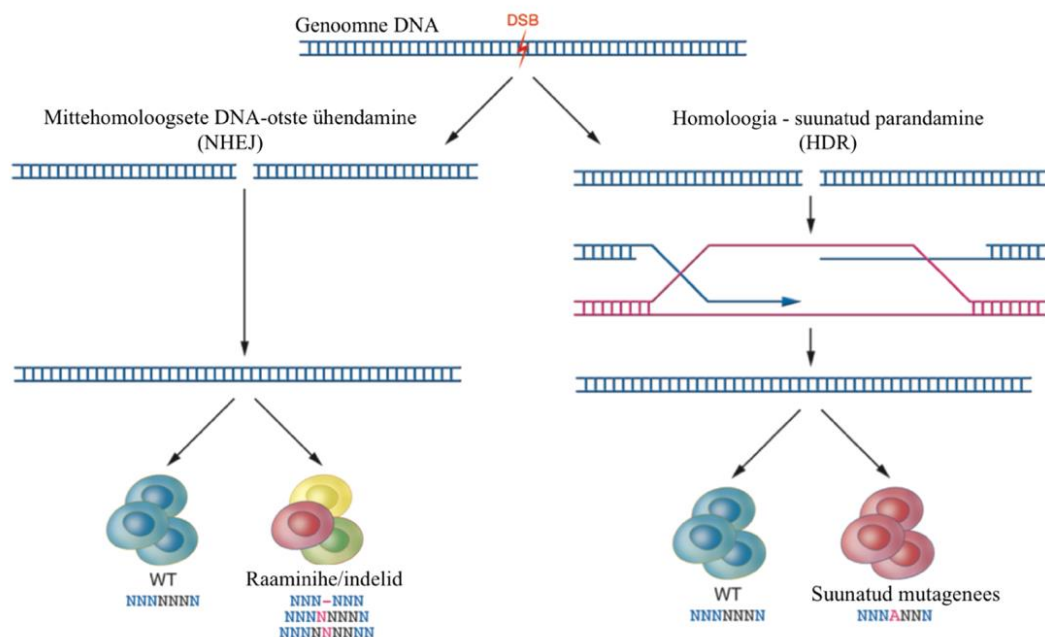 Genoomne DNA
DSB
Mittehomoloogsete DNA-otste ühendamine
(NHEJ)
Homoloogia - suunatud parandamine
(HDR)
WT
NNNNNNN
Raaminihe/indelid
NNN-NNN
NNNNNNNN
NNNNNNNNN
WT
NNNNNNN
Suunatud mutagenees
NNNANNN